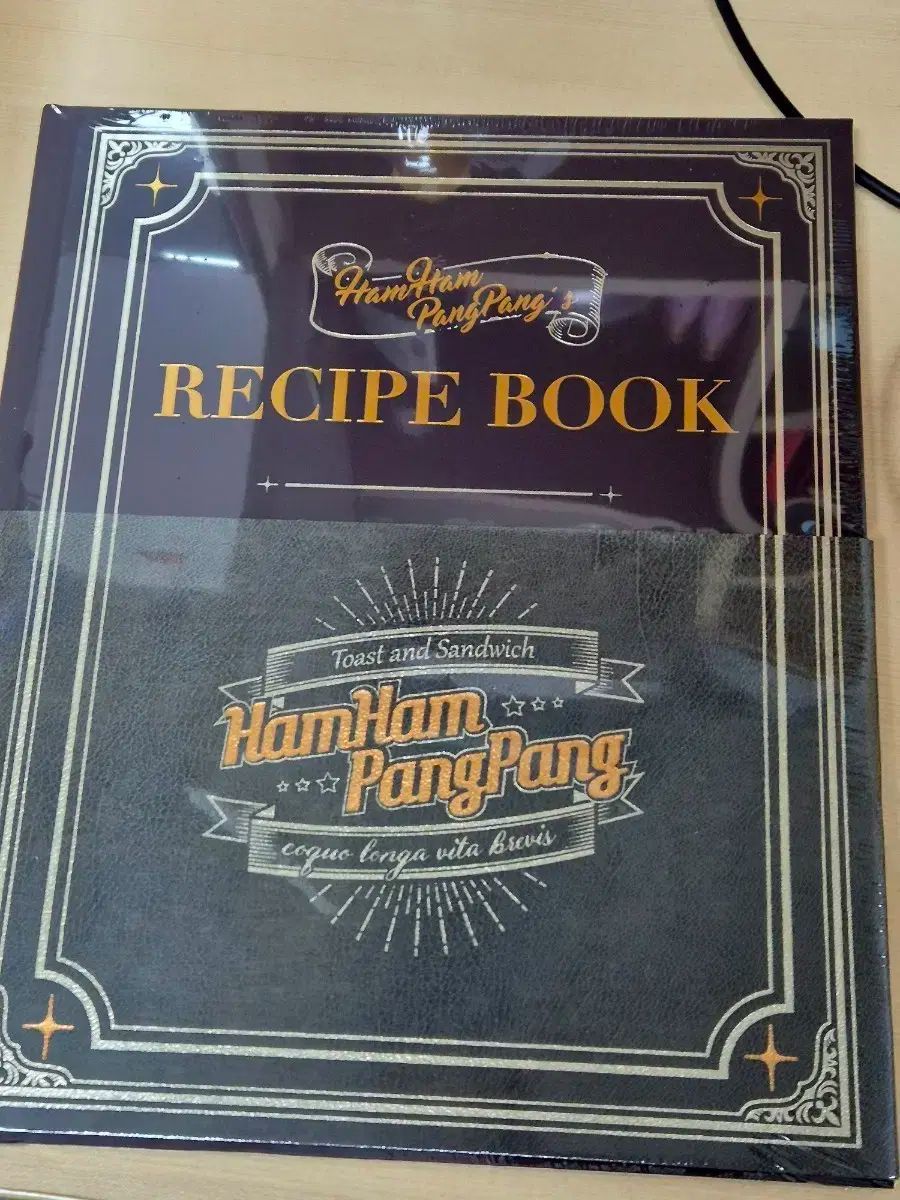 HamHam
PangPang's
RECIPE BOOK
Toast and Sandwich
HamHam
PangPang
coquo longa vita brevis